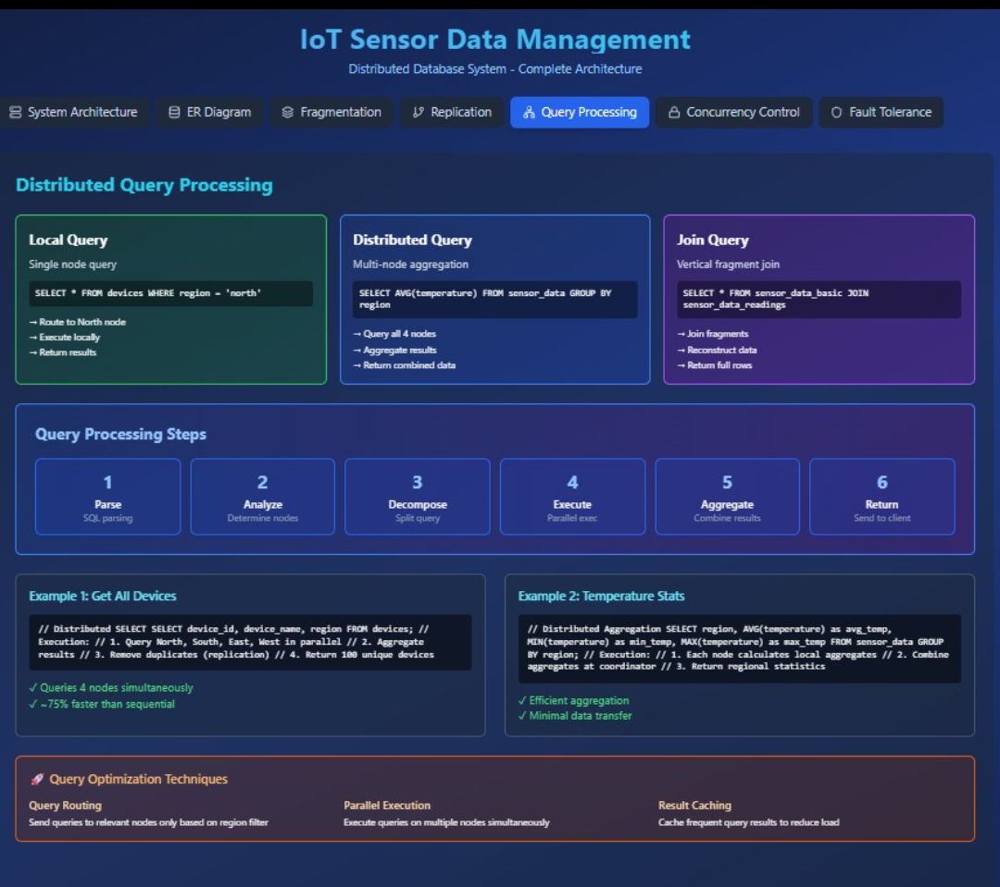 IoT Sensor Data Management
Distributed Database System - Complete Architecture
System Architecture
ER Diagram
Fragmentation
Replication
Query Processing
Concurrency Control
Fault Tolerance
Distributed Query Processing
Local Query
Single node query
SELECT * FROM devices WHERE region = 'north'
→ Route to North node
→ Execute locally
→ Return results
Distributed Query
Multi-node aggregation
SELECT AVG(temperature) FROM sensor_data GROUP BY
region
→ Query all 4 nodes
→ Aggregate results
→ Return combined data
Join Query
Vertical fragment join
SELECT * FROM sensor_data_basic JOIN
sensor_data_readings
→ Join fragments
→ Reconstruct data
→ Return full rows
Query Processing Steps
1
Parse
SQL parsing
2
Analyze
Determine nodes
3
Decompose
Split query
4
Execute
Parallel exec
5
Aggregate
Combine results
6
Return
Send to client
Example 1: Get All Devices
// Distributed SELECT SELECT device_id, device_name, region FROM devices; //
Execution: // 1. Query North, South, East, West in parallel // 2. Aggregate
results // 3. Remove duplicates (replication) // 4. Return 100 unique devices
✓ Queries 4 nodes simultaneously
✓ ~75% faster than sequential
Example 2: Temperature Stats
// Distributed Aggregation SELECT region, AVG(temperature) as avg_temp,
MIN(temperature) as min_temp, MAX(temperature) as max_temp FROM sensor_data GROUP
BY region; // Execution: // 1. Each node calculates local aggregates // 2. Combine
aggregates at coordinator // 3. Return regional statistics
✓ Efficient aggregation
✓ Minimal data transfer
🚀 Query Optimization Techniques
Query Routing
Send queries to relevant nodes only based on region filter
Parallel Execution
Execute queries on multiple nodes simultaneously
Result Caching
Cache frequent query results to reduce load